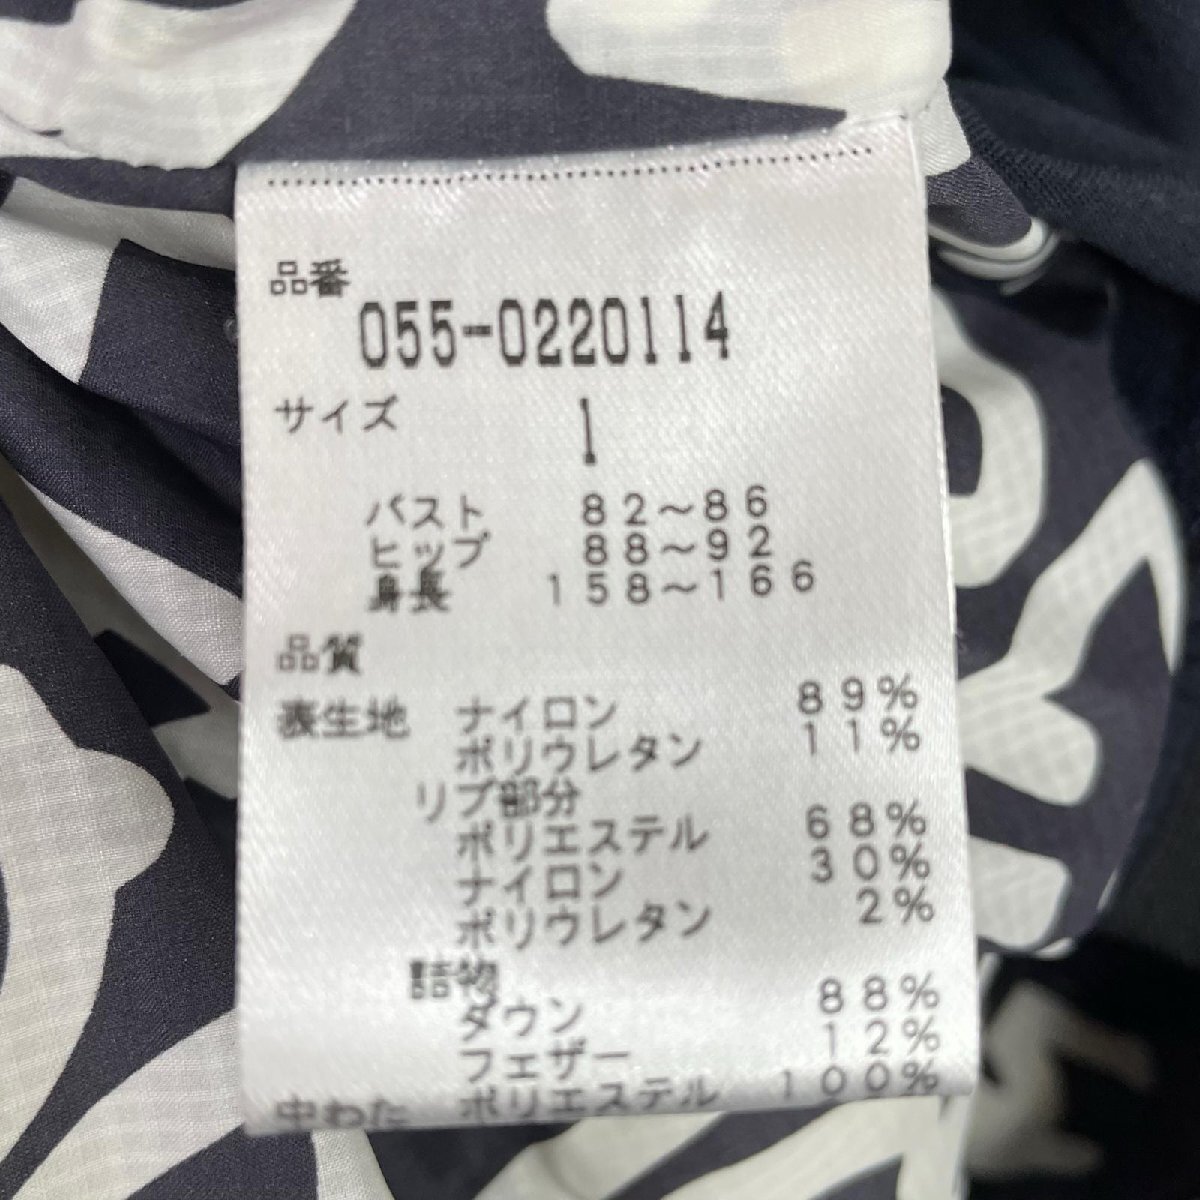 品番
055-0220114
サイズ 1
バスト 82～86
ヒップ 88～92
身長 158～166
品質
表生地 ナイロン 89%
ポリウレタン 11%
リブ部分
ポリエステル 68%
ナイロン 30%
ポリウレタン 2%
詰物
ダウン 88%
フェザー 12%
中わた ポリエステル 100%